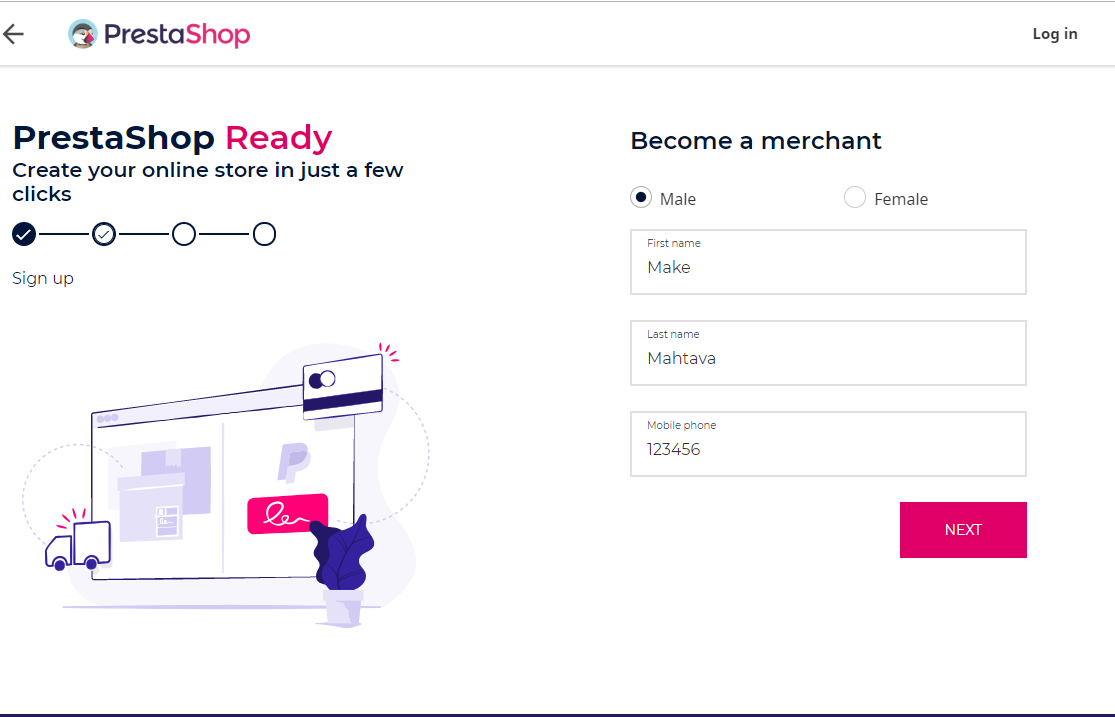 PrestaShop
Log in
PrestaShop Ready
Create your online store in just a few
clicks
Sign up
Become a merchant
Male
Female
First name
Make
Last name
Mahtava
Mobile phone
123456
NEXT